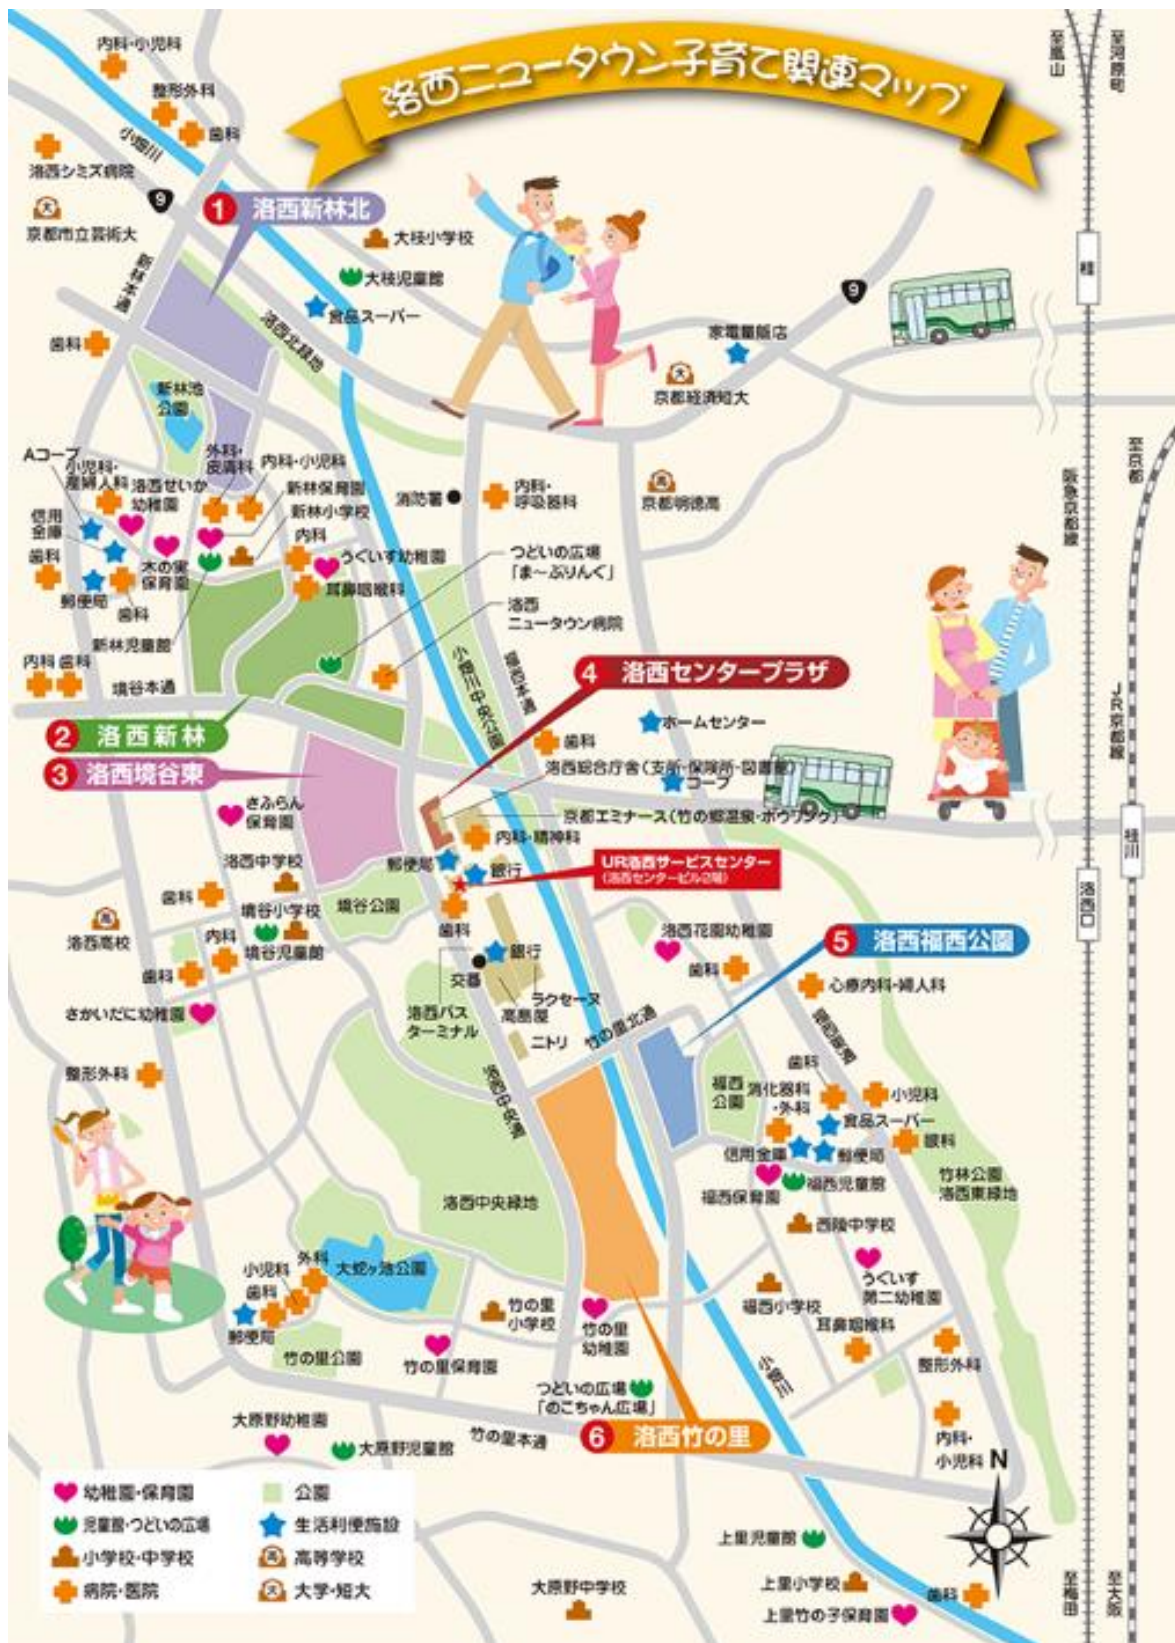 洛西ニュータウン子育て関連マップ
至嵐山
至河原町
内科・小児科
整形外科
歯科
小畑川
洛西シミズ病院
9
京都市立芸術大
1 洛西新林北
大枝小学校
新林本通
大枝児童館
桂
洛西北緑地
食品スーパー
9
家電量販店
歯科
京都経済短大
新林池
公園
Aコープ
小児科・
産婦人科
洛西せいか
幼稚園
外科・
皮膚科
内科・小児科
新林保育園
新林小学校
消防署
内科・
呼吸器科
京都明徳高
阪急京都線
至京都
信用
金庫
歯科
木の実
保育園
内科
うぐいす幼稚園
耳鼻咽喉科
つどいの広場
「ま～ぶりんぐ」
郵便局
歯科
洛西
ニュータウン病院
新林児童館
内科 歯科
境谷本通
小畑川中央公園
4 洛西センタープラザ
JR京都線
2 洛西新林
ホームセンター
歯科
3 洛西境谷東
洛西総合庁舎(支所・保険所・図書館)
コープ
さふらん
保育園
京都エミナース(竹の郷温泉・ボウリング)
内科・精神科
桂川
洛西中学校
郵便局
銀行
UR洛西サービスセンター
(洛西センタービル2階)
洛西口
歯科
境谷小学校
境谷公園
洛西高校
内科
境谷児童館
歯科
洛西花園幼稚園
5 洛西福西公園
歯科
銀行
交番
歯科
心療内科・婦人科
さかいだに幼稚園
洛西バス
ターミナル
ラクセーヌ
高島屋
ニトリ
竹の里北通
整形外科
洛西中央通
福西
公園
歯科
消化器科
・外科
小児科
食品スーパー
信用金庫
郵便局
眼科
竹林公園
洛西東緑地
福西保育園
福西児童館
洛西中央緑地
西陵中学校
うぐいす
第二幼稚園
外科
小児科
歯科
大蛇ヶ池公園
郵便局
竹の里
小学校
竹の里
幼稚園
福西小学校
耳鼻咽喉科
整形外科
竹の里公園
竹の里保育園
小畑川
つどいの広場
「のこちゃん広場」
大原野幼稚園
大原野児童館
竹の里本通
6 洛西竹の里
内科・
小児科
N
幼稚園・保育園
公園
児童館・つどいの広場
生活利便施設
小学校・中学校
高等学校
病院・医院
大学・短大
上里児童館
大原野中学校
上里小学校
上里竹の子保育園
歯科
至梅田
至大阪